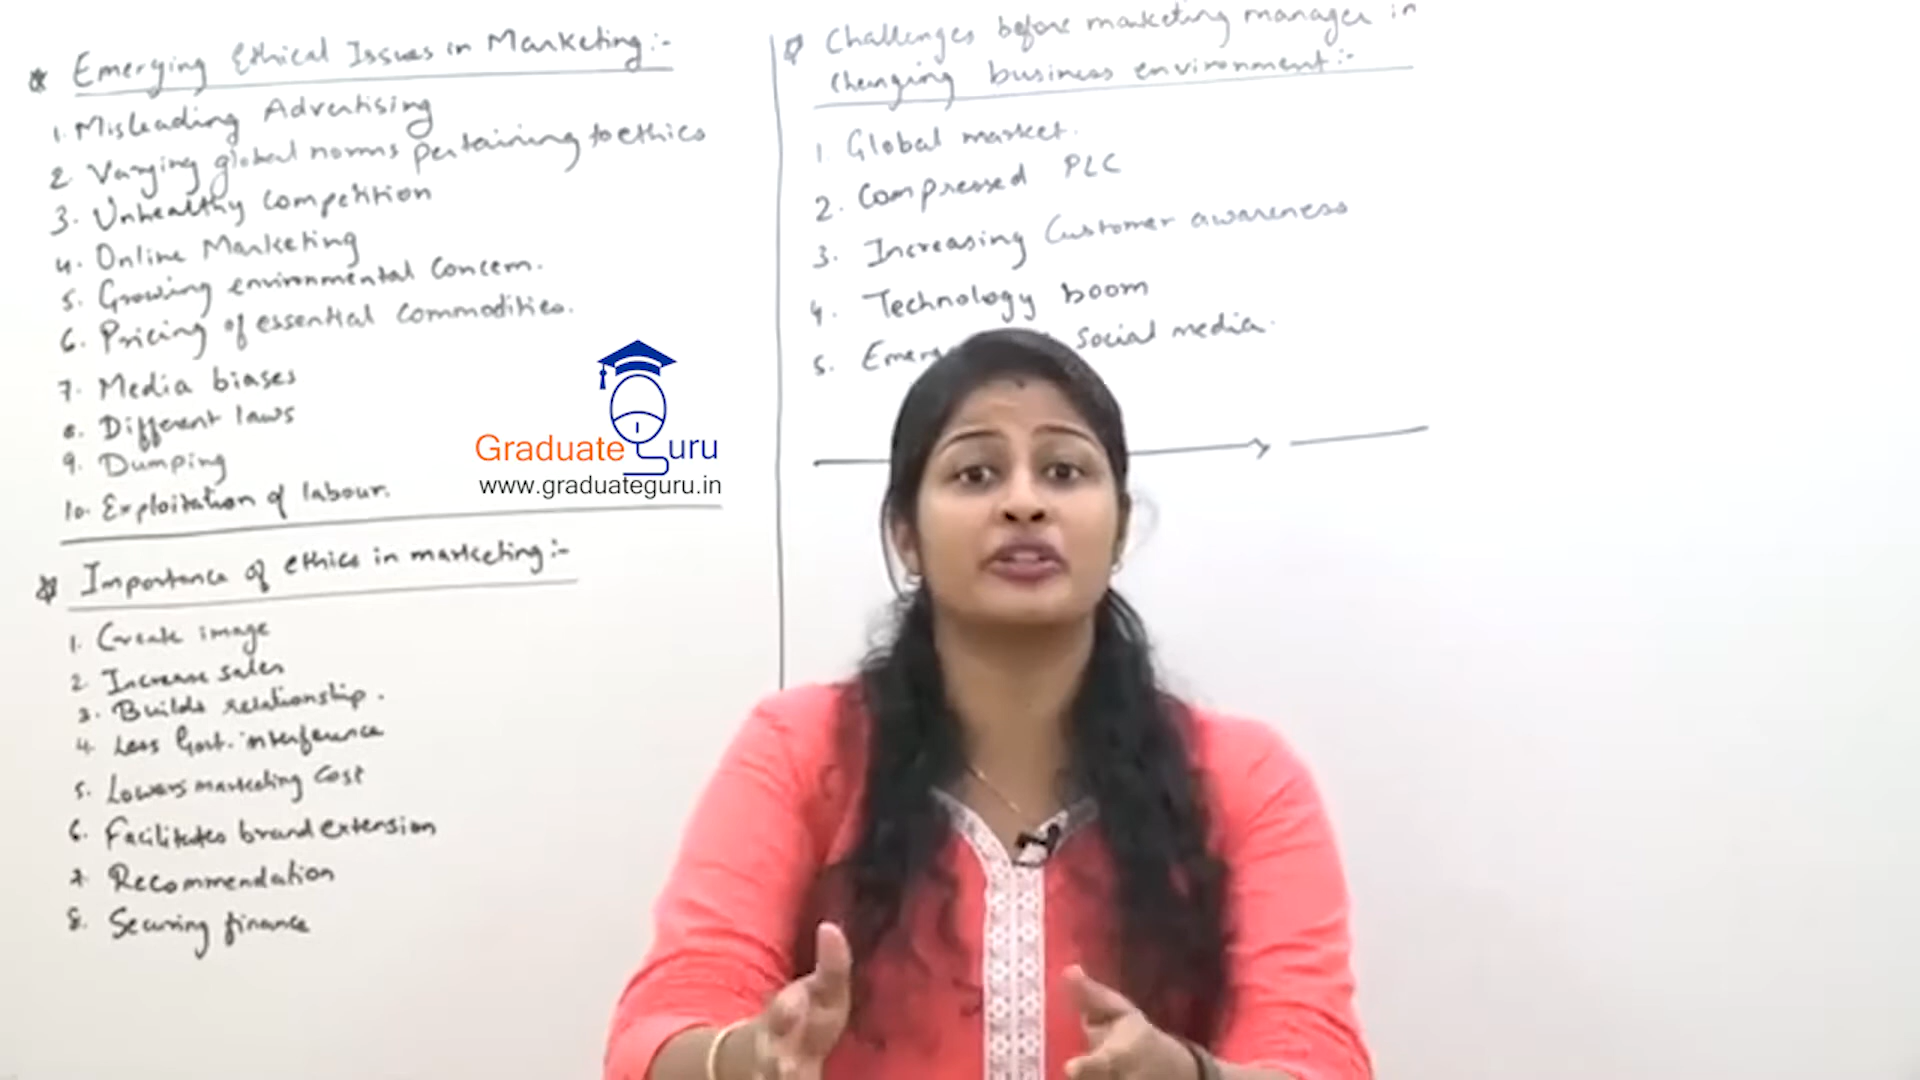 * Emerging Ethical Issues in Marketing:-
1. Misleading Advertising
2. Varying global norms pertaining to ethics
3. Unhealthy competition
4. Online Marketing
5. Growing environmental concern.
6. Pricing of essential commodities.
7. Media biases
8. Different laws
9. Dumping
10. Exploitation of labour.
* Importance of ethics in marketing:-
1. Create image
2. Increase sales
3. Builds relationship.
4. Less Govt. interference
5. Lowers marketing cost
6. Facilitates brand extension
7. Recommendation
8. Securing finance
Challenges before marketing manager in
changing business environment:-
1. Global market.
2. Compressed PLC
3. Increasing Customer awareness
4. Technology boom
5. Social media.
Graduate Guru
www.graduateguru.in